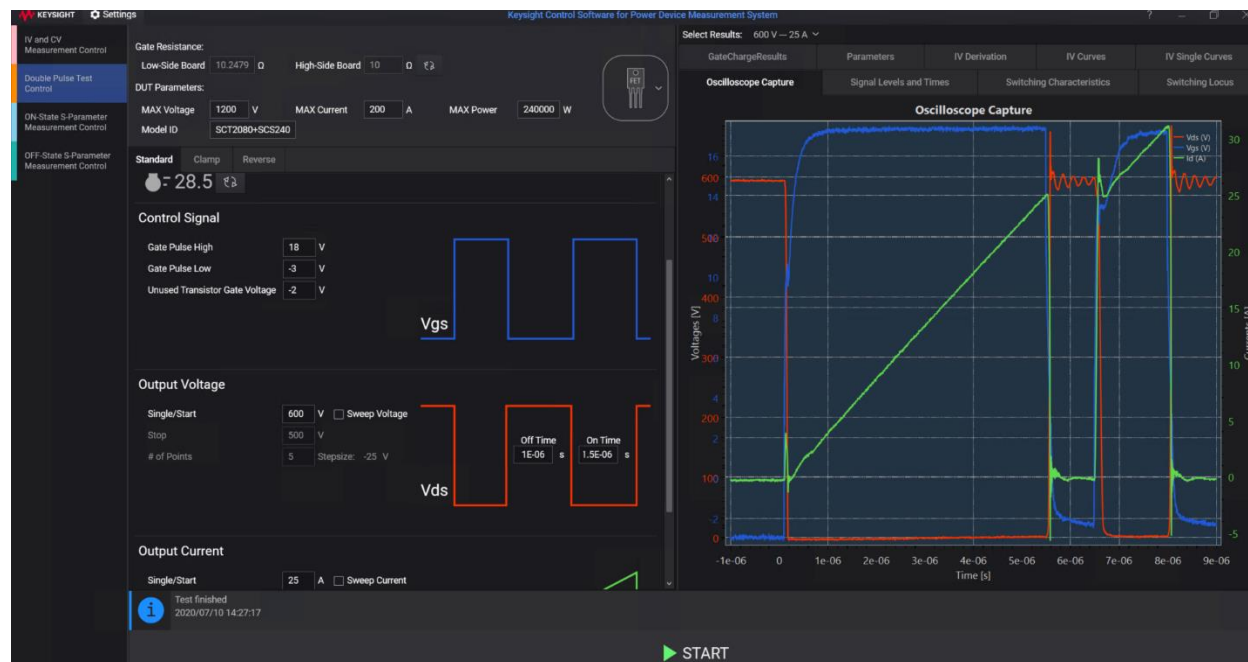 KEYSIGHT Settings Keysight Control Software for Power Device Measurement System ?
IV and CV
Measurement Control
Double Pulse Test
Control
ON-State S-Parameter
Measurement Control
OFF-State S-Parameter
Measurement Control
Gate Resistance:
Low-Side Board 10.2479 Ω High-Side Board 10 Ω
DUT Parameters:
MAX Voltage 1200 V MAX Current 200 A MAX Power 240000 W
Model ID SCT2080+SCS240
FET
Standard Clamp Reverse
28.5
Control Signal
Gate Pulse High 18 V
Gate Pulse Low -3 V
Unused Transistor Gate Voltage -2 V
Vgs
Output Voltage
Single/Start 600 V Sweep Voltage
Stop 500 V
# of Points 5 Stepsize: -25 V
Off Time On Time
1E-06 s 1.5E-06 s
Vds
Output Current
Single/Start 25 A Sweep Current
Select Results: 600 V — 25 A
GateChargeResults Parameters IV Derivation IV Curves IV Single Curves
Oscilloscope Capture Signal Levels and Times Switching Characteristics Switching Locus
Oscilloscope Capture
Vds (V)
Vgs (V)
Id (A)
Voltages [V]
16
600
14
500
10
400
8
300
4
200
2
100
-2
0
30
25
20
15
10
5
0
-5
-1e-06 0 1e-06 2e-06 3e-06 4e-06 5e-06 6e-06 7e-06 8e-06 9e-06
Time [s]
i
Test finished
2020/07/10 14:27:17
START